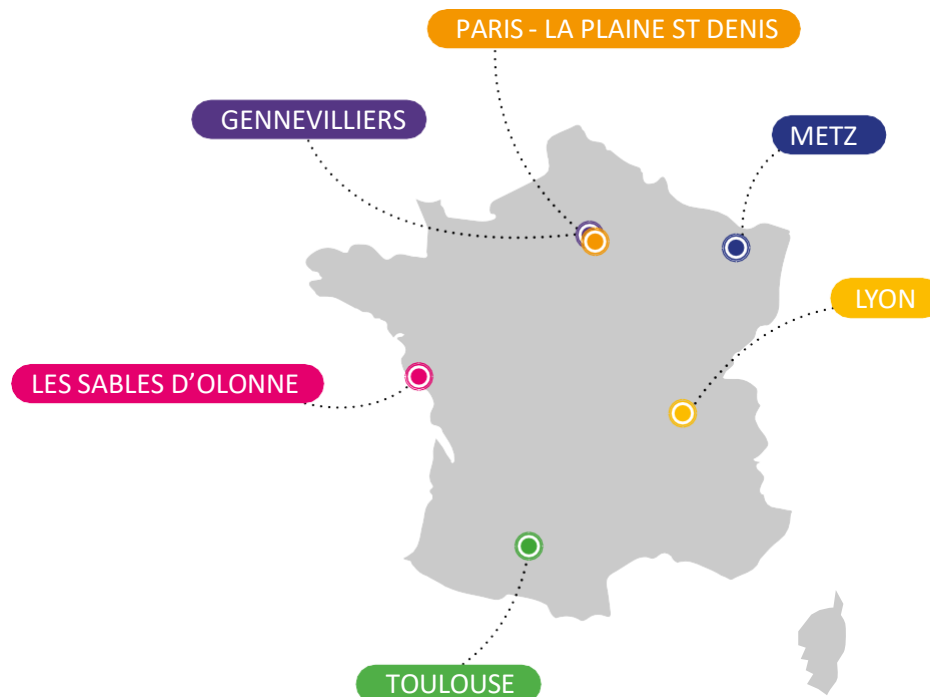 PARIS - LA PLAINE ST DENIS
GENNEVILLIERS
METZ
LYON
LES SABLES D’OLONNE
TOULOUSE